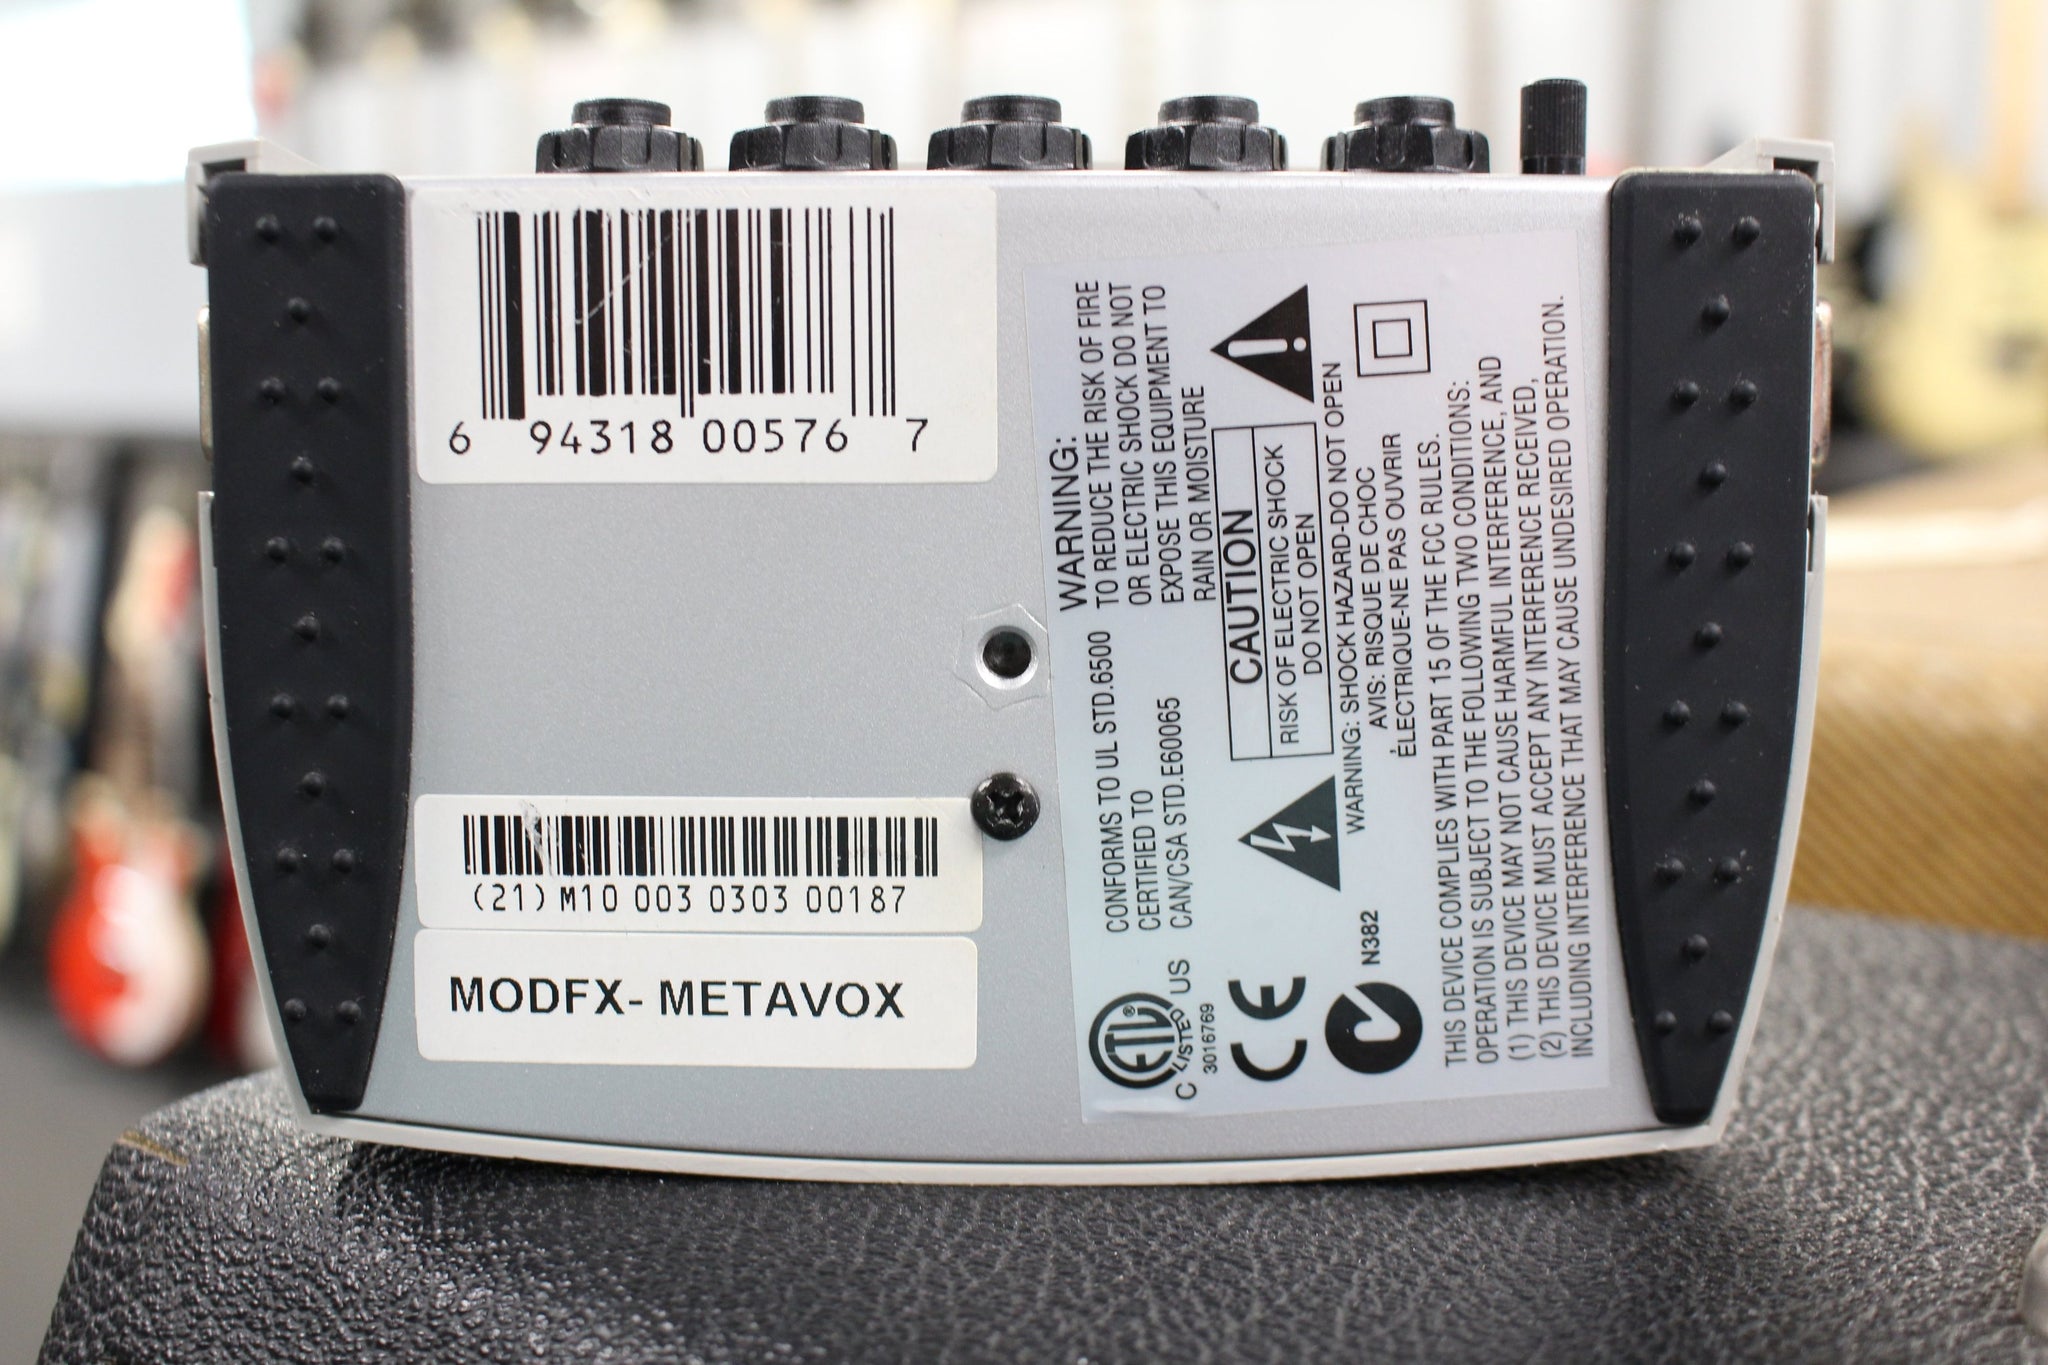 6 94318 00576 7
(21) M10 003 0303 00187
MODFX- METAVOX
WARNING:
TO REDUCE THE RISK OF FIRE
OR ELECTRIC SHOCK DO NOT
EXPOSE THIS EQUIPMENT TO
RAIN OR MOISTURE
CONFORMS TO UL STD.6500
CERTIFIED TO
CAN/CSA STD.E60065
ETL®
LISTED
C US
3016769
CE
N382
CAUTION
RISK OF ELECTRIC SHOCK
DO NOT OPEN
WARNING: SHOCK HAZARD-DO NOT OPEN
AVIS: RISQUE DE CHOC
ÉLECTRIQUE-NE PAS OUVRIR
THIS DEVICE COMPLIES WITH PART 15 OF THE FCC RULES.
OPERATION IS SUBJECT TO THE FOLLOWING TWO CONDITIONS:
(1) THIS DEVICE MAY NOT CAUSE HARMFUL INTERFERENCE, AND
(2) THIS DEVICE MUST ACCEPT ANY INTERFERENCE RECEIVED,
INCLUDING INTERFERENCE THAT MAY CAUSE UNDESIRED OPERATION.